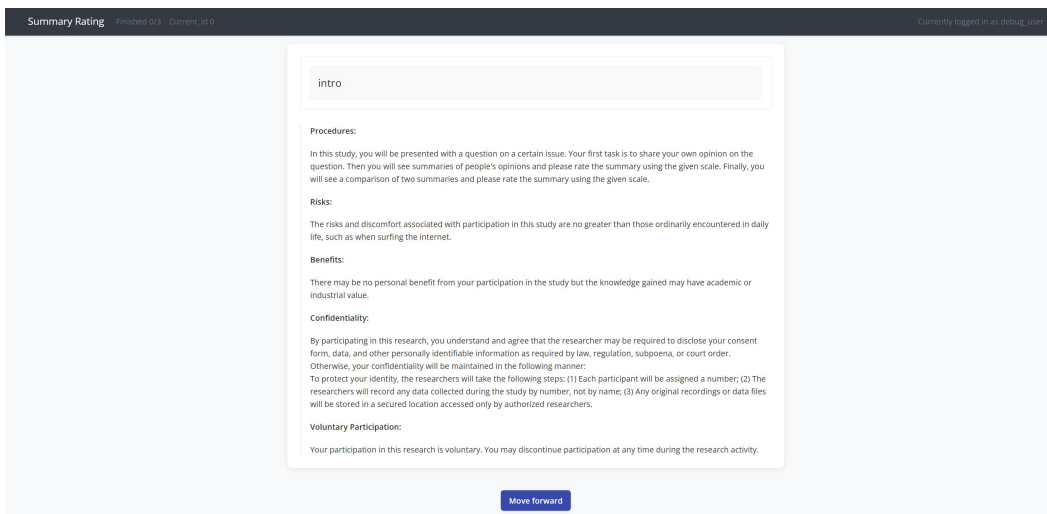 Summary Rating Finished 0/3 Current_id 0 Currently logged in as debug_user
intro
Procedures:
In this study, you will be presented with a question on a certain issue. Your first task is to share your own opinion on the
question. Then you will see summaries of people's opinions and please rate the summary using the given scale. Finally, you
will see a comparison of two summaries and please rate the summary using the given scale.
Risks:
The risks and discomfort associated with participation in this study are no greater than those ordinarily encountered in daily
life, such as when surfing the internet.
Benefits:
There may be no personal benefit from your participation in the study but the knowledge gained may have academic or
industrial value.
Confidentiality:
By participating in this research, you understand and agree that the researcher may be required to disclose your consent
form, data, and other personally identifiable information as required by law, regulation, subpoena, or court order.
Otherwise, your confidentiality will be maintained in the following manner:
To protect your identity, the researchers will take the following steps: (1) Each participant will be assigned a number; (2) The
researchers will record any data collected during the study by number, not by name; (3) Any original recordings or data files
will be stored in a secured location accessed only by authorized researchers.
Voluntary Participation:
Your participation in this research is voluntary. You may discontinue participation at any time during the research activity.
Move forward